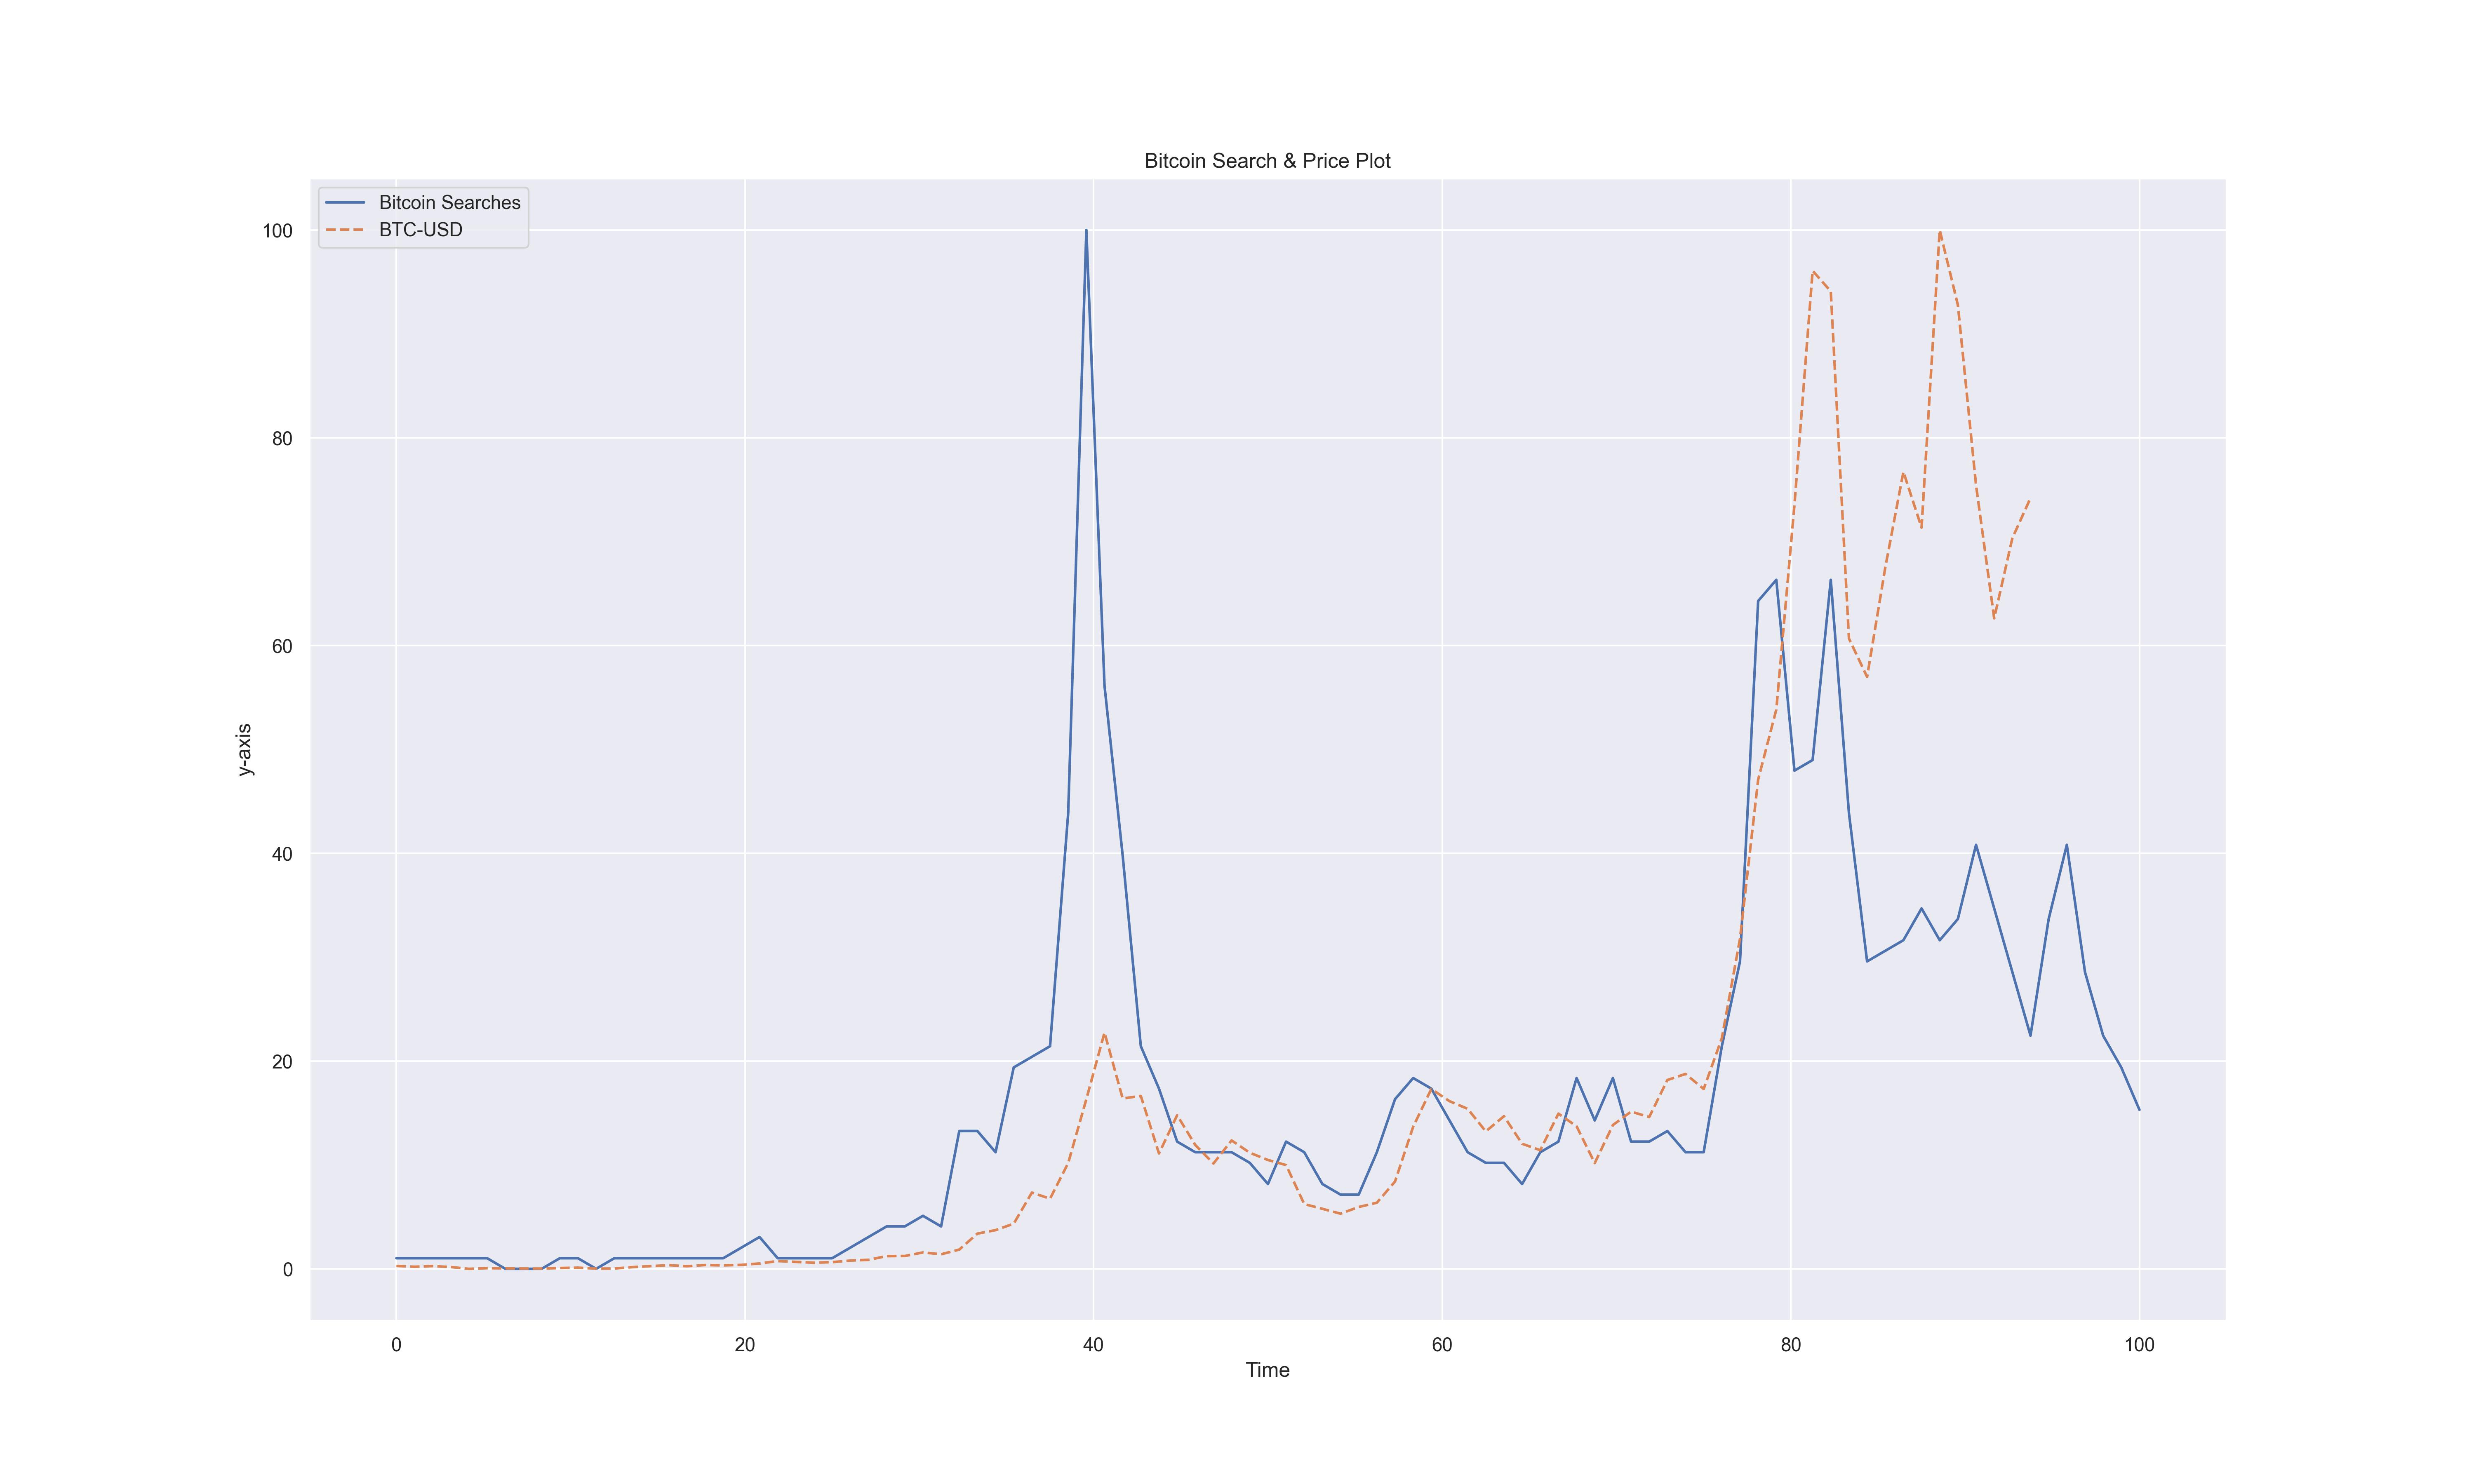 Bitcoin Search & Price Plot
Bitcoin Searches
BTC-USD
100
80
60
40
20
0
y-axis
0 20 40 60 80 100
Time